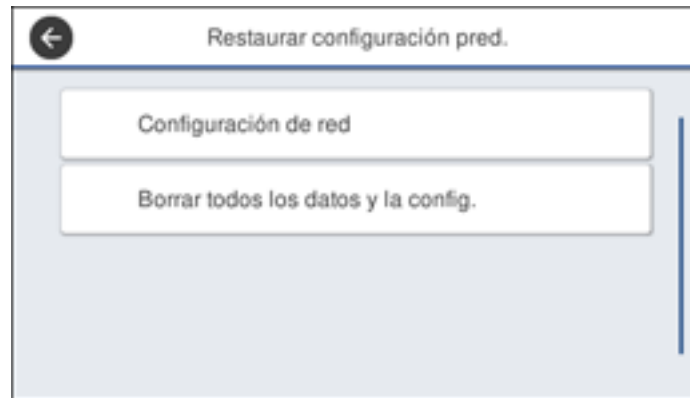 Restaurar configuración pred.
Configuración de red
Borrar todos los datos y la config.